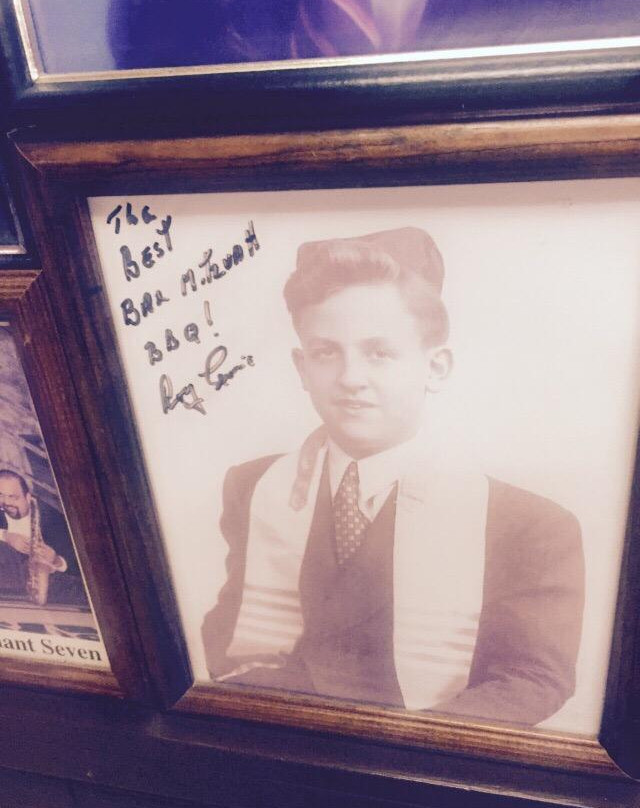 The
BEST
BAR MITZVAH
BBQ!
ant Seven